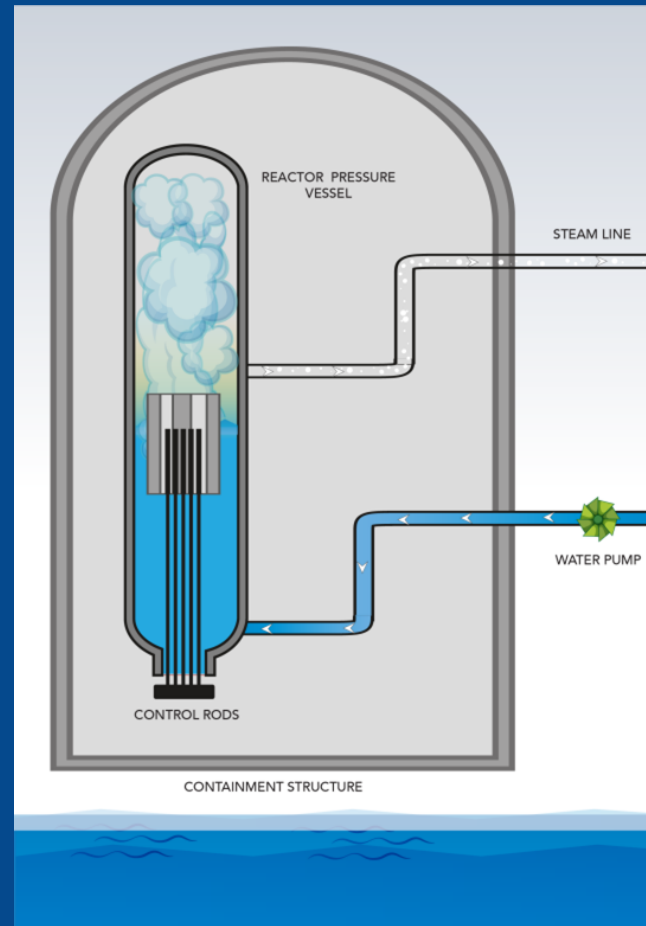 REACTOR PRESSURE
VESSEL
STEAM LINE
WATER PUMP
CONTROL RODS
CONTAINMENT STRUCTURE